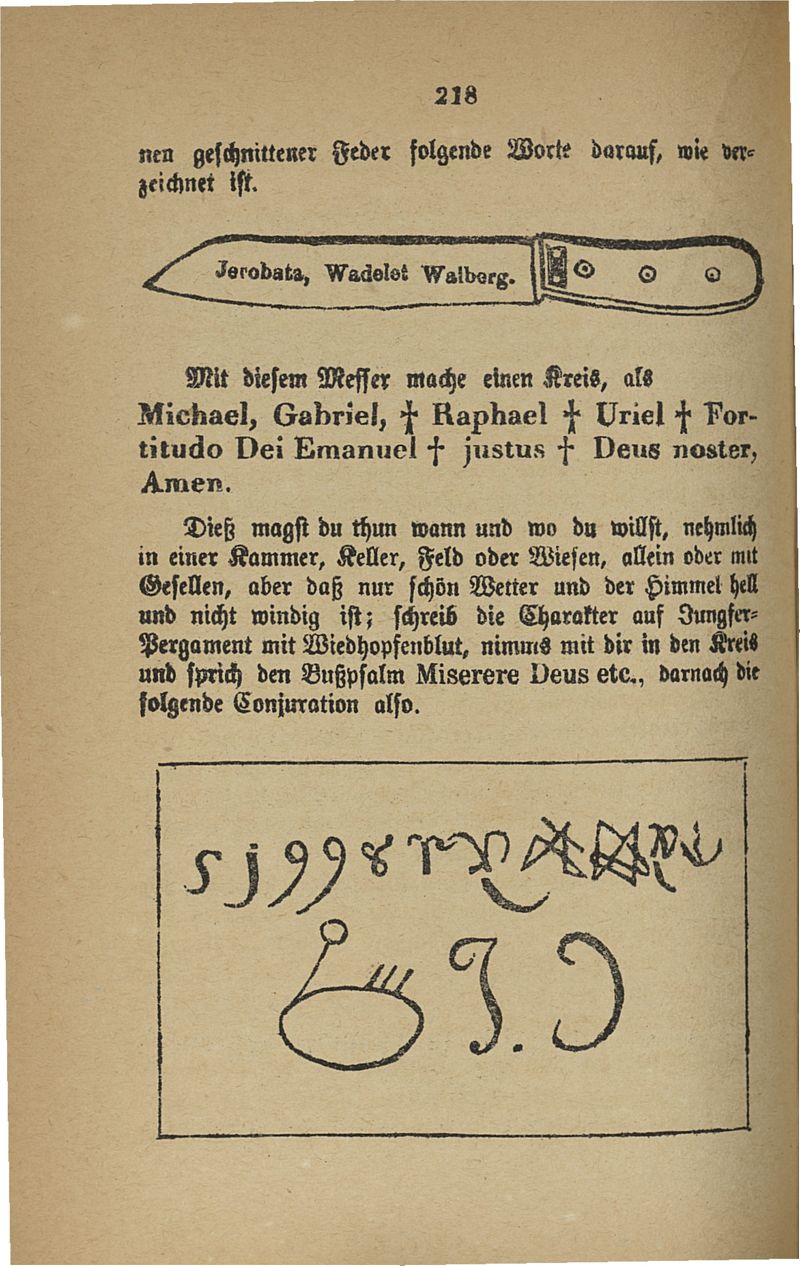 218
nen geschnittener Feder folgende Worte darauf, wie ver-
zeichnet ist.
Jerobata, Wadelet Walberg.
Mit diesem Messer mache einen Kreis, als
Michael, Gabriel, † Raphael † Uriel † For-
titudo Dei Emanuel † justus † Deus noster,
Amen.
Dieß magst du thun wann und wo du willst, nehmlich
in einer Kammer, Keller, Feld oder Wiesen, allein oder mit
Gesellen, aber daß nur schön Wetter und der Himmel hell
und nicht windig ist; schreib die Charakter auf Jungfer-
Pergament mit Wiedhopfenblut, nimms mit dir in den Kreis
und sprich den Bußpsalm Miserere Deus etc., darnach die
folgende Conjuration also.